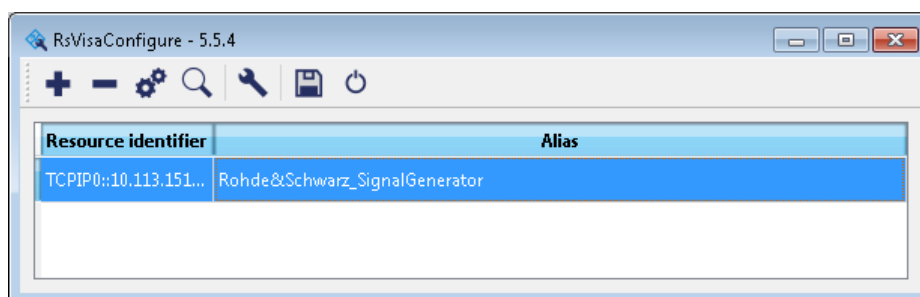 RsVisaConfigure - 5.5.4
Resource identifier Alias
TCPIP0::10.113.151... Rohde&Schwarz_SignalGenerator